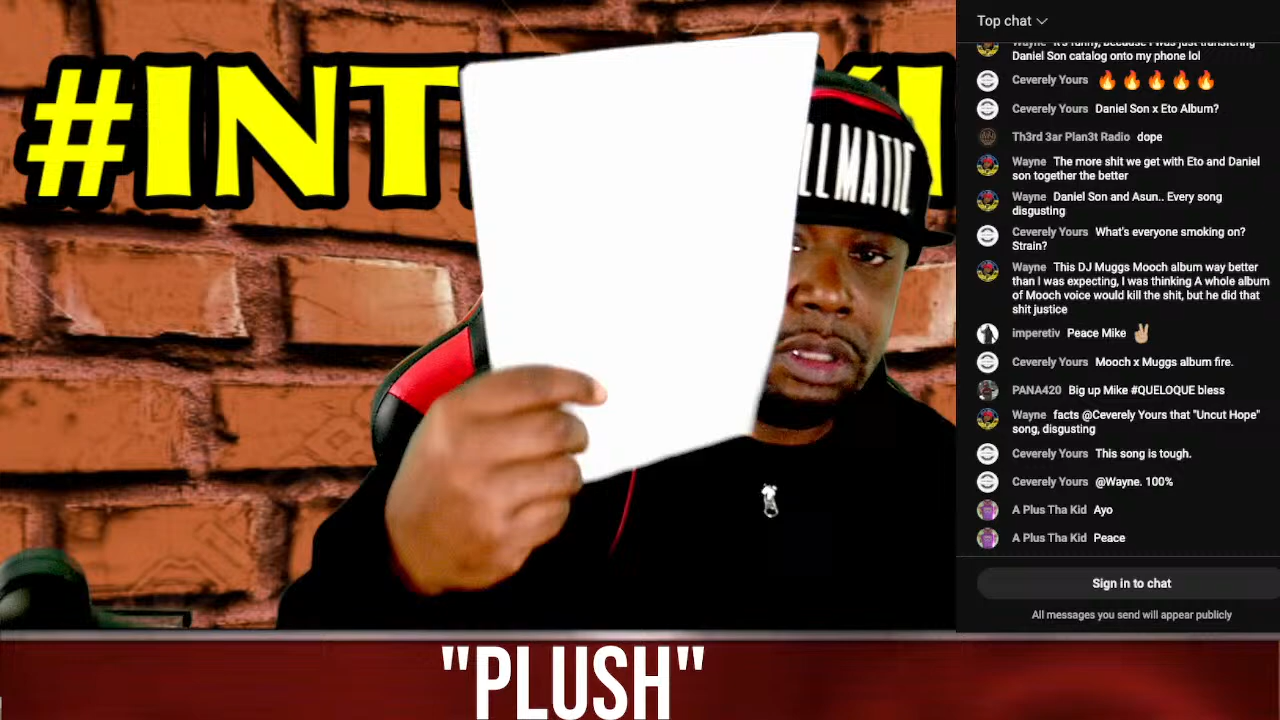 #INT
LLMATIC
"PLUSH"
Top chat
Wayne It's funny, because I was just transfering
Daniel Son catalog onto my phone lol
Ceverely Yours 🔥🔥🔥🔥🔥
Ceverely Yours Daniel Son x Eto Album?
Th3rd 3ar Plan3t Radio dope
Wayne The more shit we get with Eto and Daniel
son together the better
Wayne Daniel Son and Asun.. Every song
disgusting
Ceverely Yours What's everyone smoking on?
Strain?
Wayne This DJ Muggs Mooch album way better
than I was expecting, I was thinking A whole album
of Mooch voice would kill the shit, but he did that
shit justice
imperetiv Peace Mike ✌🏼
Ceverely Yours Mooch x Muggs album fire.
PANA420 Big up Mike #QUELOQUE bless
Wayne facts @Ceverely Yours that "Uncut Hope"
song, disgusting
Ceverely Yours This song is tough.
Ceverely Yours @Wayne. 100%
A Plus Tha Kid Ayo
A Plus Tha Kid Peace
Sign in to chat
All messages you send will appear publicly